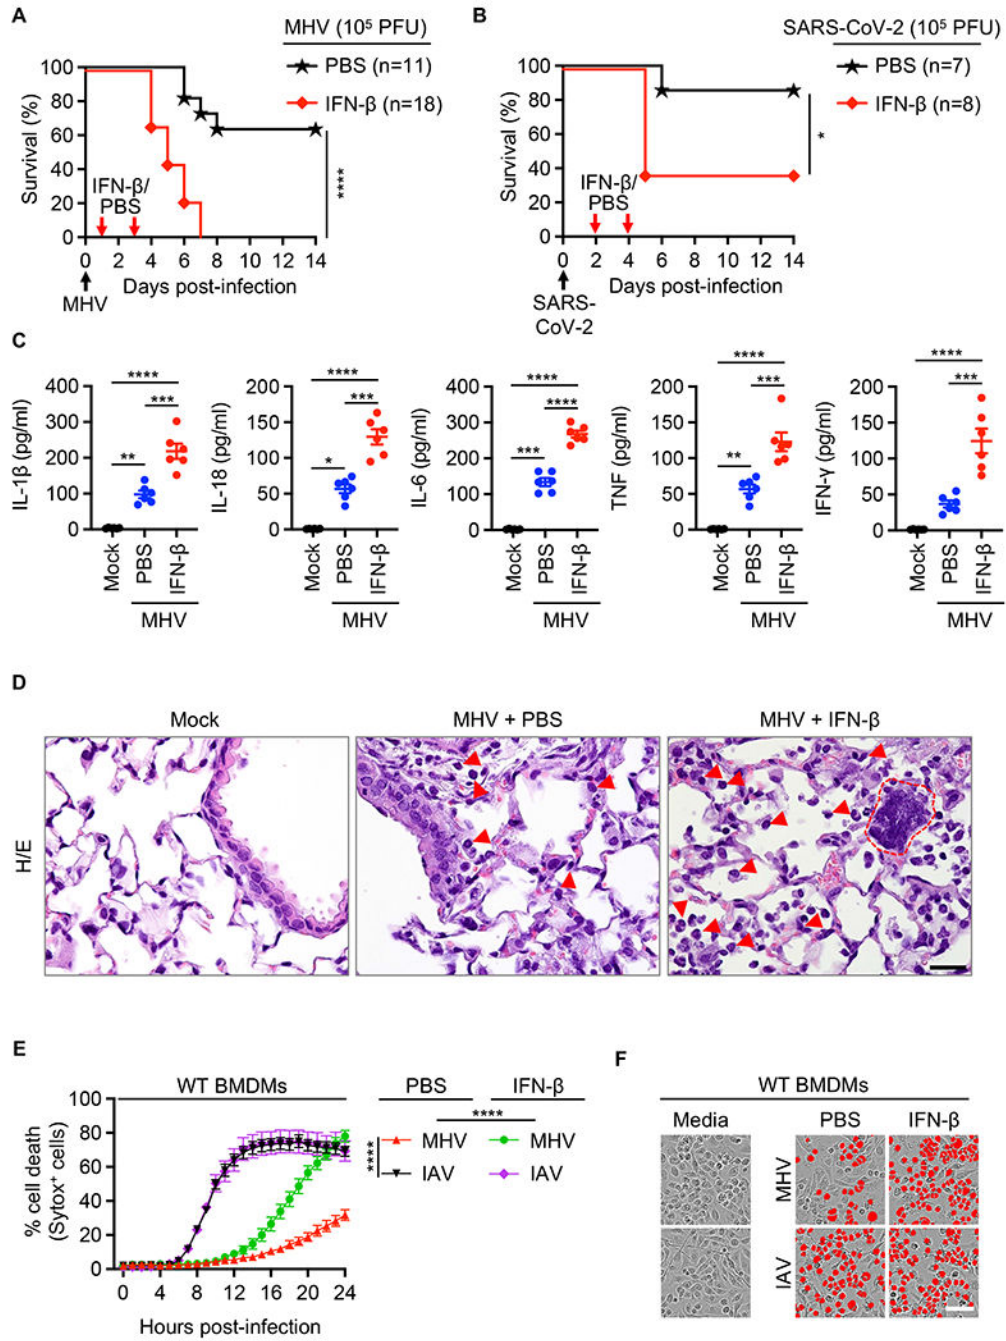 A
MHV (10⁵ PFU)
PBS (n=11)
IFN-β (n=18)
Survival (%)
100
80
60
40
20
0
IFN-β/
PBS
****
0 2 4 6 8 10 12 14
Days post-infection
MHV
B
SARS-CoV-2 (10⁵ PFU)
PBS (n=7)
IFN-β (n=8)
Survival (%)
100
80
60
40
20
0
IFN-β/
PBS
*
0 2 4 6 8 10 12 14
Days post-infection
SARS-
CoV-2
C
IL-1β (pg/ml)
400
300
200
100
0
****
***
**
Mock
PBS
IFN-β
MHV
IL-18 (pg/ml)
200
150
100
50
0
****
***
*
Mock
PBS
IFN-β
MHV
IL-6 (pg/ml)
400
300
200
100
0
****
****
***
Mock
PBS
IFN-β
MHV
TNF (pg/ml)
200
150
100
50
0
****
***
**
Mock
PBS
IFN-β
MHV
IFN-γ (pg/ml)
200
150
100
50
0
****
***
Mock
PBS
IFN-β
MHV
D
Mock
MHV + PBS
MHV + IFN-β
H/E
E
WT BMDMs
% cell death
(Sytox⁺ cells)
100
80
60
40
20
0
0 4 8 12 16 20 24
Hours post-infection
PBS IFN-β
****
****
MHV MHV
IAV IAV
F
WT BMDMs
Media PBS IFN-β
MHV
IAV